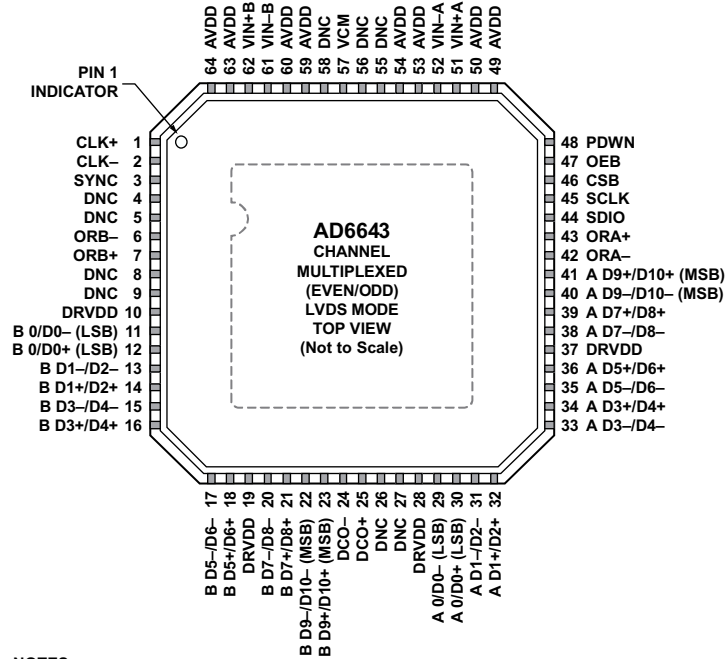 64 AVDD
63 AVDD
62 VIN+B
61 VIN–B
60 AVDD
59 AVDD
58 DNC
57 VCM
56 DNC
55 DNC
54 AVDD
53 AVDD
52 VIN–A
51 VIN+A
50 AVDD
49 AVDD
PIN 1
INDICATOR
CLK+ 1
CLK– 2
SYNC 3
DNC 4
DNC 5
ORB– 6
ORB+ 7
DNC 8
DNC 9
DRVDD 10
B 0/D0– (LSB) 11
B 0/D0+ (LSB) 12
B D1–/D2– 13
B D1+/D2+ 14
B D3–/D4– 15
B D3+/D4+ 16
AD6643
CHANNEL
MULTIPLEXED
(EVEN/ODD)
LVDS MODE
TOP VIEW
(Not to Scale)
48 PDWN
47 OEB
46 CSB
45 SCLK
44 SDIO
43 ORA+
42 ORA–
41 A D9+/D10+ (MSB)
40 A D9–/D10– (MSB)
39 A D7+/D8+
38 A D7–/D8–
37 DRVDD
36 A D5+/D6+
35 A D5–/D6–
34 A D3+/D4+
33 A D3–/D4–
B D5–/D6– 17
B D5+/D6+ 18
DRVDD 19
B D7–/D8– 20
B D7+/D8+ 21
B D9–/D10– (MSB) 22
B D9+/D10+ (MSB) 23
DCO– 24
DCO+ 25
DNC 26
DNC 27
DRVDD 28
A 0/D0– (LSB) 29
A 0/D0+ (LSB) 30
A D1–/D2– 31
A D1+/D2+ 32